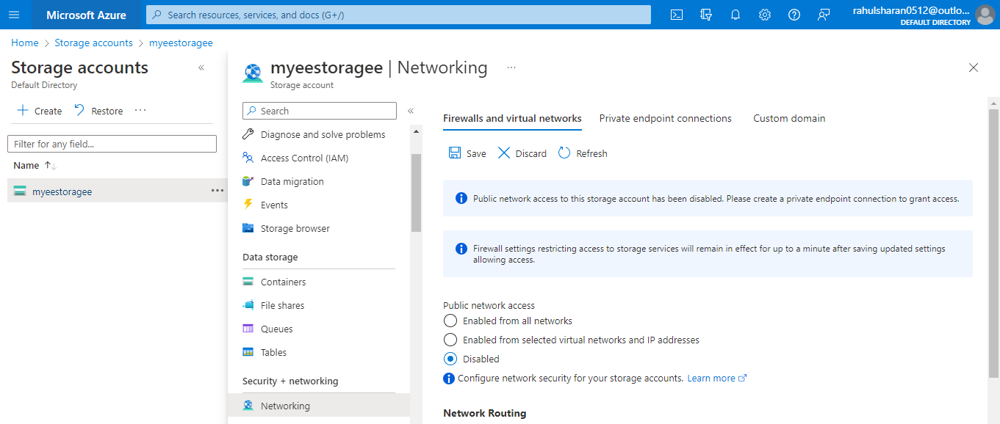 Microsoft Azure
Search resources, services, and docs (G+/)
rahulsharan0512@outlo...
DEFAULT DIRECTORY
Home > Storage accounts > myeestoragee
Storage accounts
Default Directory
Create Restore ...
Filter for any field...
Name
myeestoragee
myeestoragee | Networking ...
Storage account
Search
Diagnose and solve problems
Access Control (IAM)
Data migration
Events
Storage browser
Data storage
Containers
File shares
Queues
Tables
Security + networking
Networking
Firewalls and virtual networks Private endpoint connections Custom domain
Save Discard Refresh
Public network access to this storage account has been disabled. Please create a private endpoint connection to grant access.
Firewall settings restricting access to storage services will remain in effect for up to a minute after saving updated settings
allowing access.
Public network access
Enabled from all networks
Enabled from selected virtual networks and IP addresses
Disabled
Configure network security for your storage accounts. Learn more
Network Routing